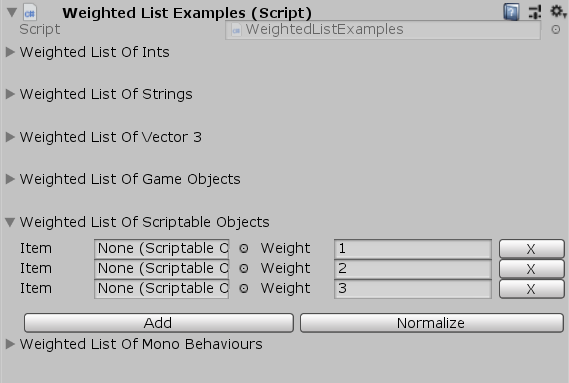 Weighted List Examples (Script)
Script WeightedListExamples
Weighted List Of Ints
Weighted List Of Strings
Weighted List Of Vector 3
Weighted List Of Game Objects
Weighted List Of Scriptable Objects
Item None (Scriptable O Weight 1 X
Item None (Scriptable O Weight 2 X
Item None (Scriptable O Weight 3 X
Add Normalize
Weighted List Of Mono Behaviours